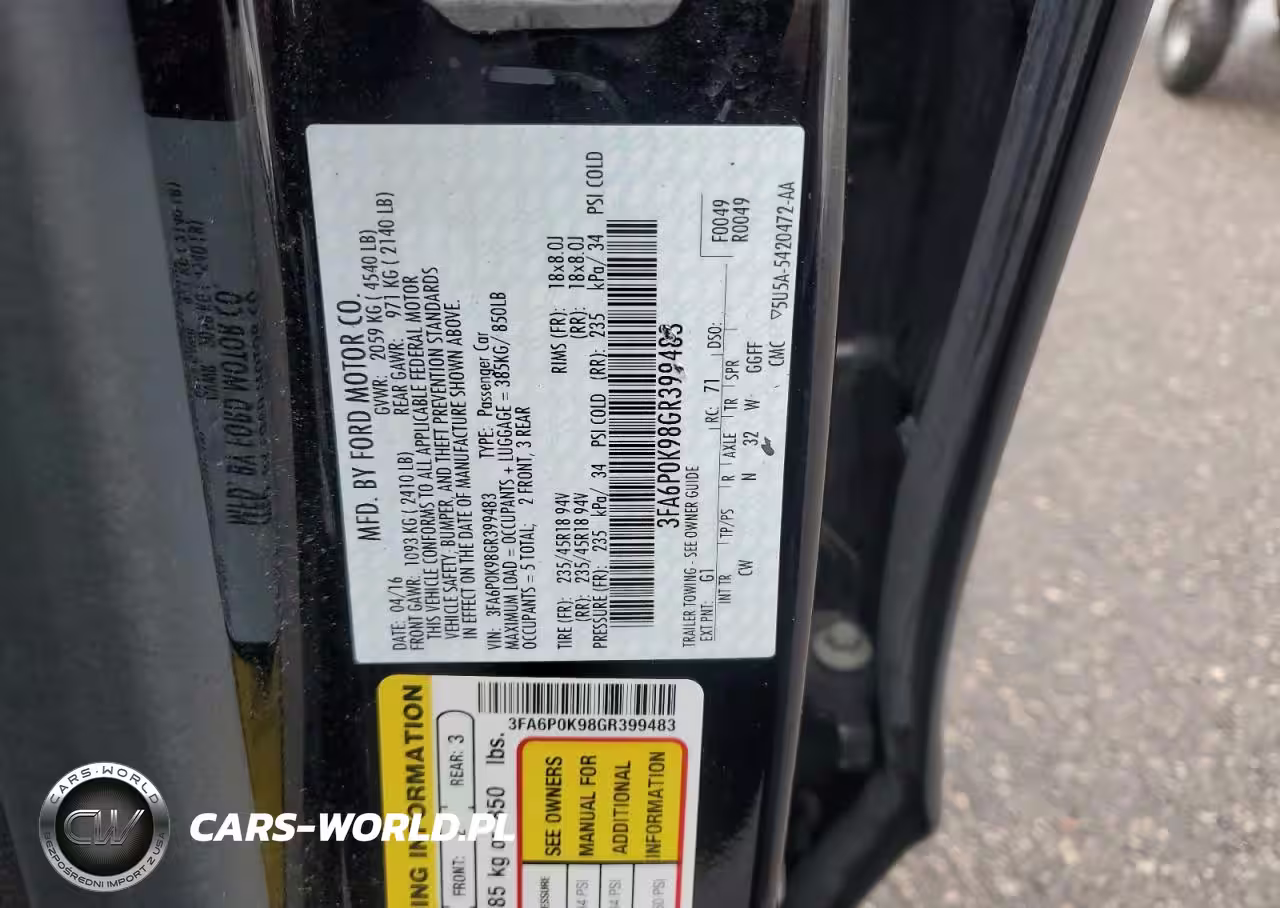 MFD. BY FORD MOTOR CO.
DATE: 04/16 GVWR: 2059 KG ( 4540 LB)
FRONT GAWR: 1093 KG ( 2410 LB) REAR GAWR: 971 KG ( 2140 LB)
THIS VEHICLE CONFORMS TO ALL APPLICABLE FEDERAL MOTOR
VEHICLE SAFETY, BUMPER, AND THEFT PREVENTION STANDARDS
IN EFFECT ON THE DATE OF MANUFACTURE SHOWN ABOVE.
VIN: 3FA6P0K98GR399483 TYPE: Passenger Car
MAXIMUM LOAD = OCCUPANTS + LUGGAGE = 385KG/ 850LB
OCCUPANTS = 5 TOTAL; 2 FRONT, 3 REAR
TIRE (FR): 235/45R18 94V RIMS (FR): 18x8.0J
(RR): 235/45R18 94V (RR): 18x8.0J
PRESSURE (FR): 235 kPa/ 34 PSI COLD (RR): 235 kPa/ 34 PSI COLD
3FA6P0K98GR399483
TRAILER TOWING - SEE OWNER GUIDE F0049
EXT PNT: G1 RC: 71 DSO: R0049
INT TR TP/PS R AXLE TR SPR
CW N 32 W GGFF
CMC 5U5A-5420472-AA
3FA6P0K98GR399483
ING INFORMATION
FRONT: REAR: 3
lbs.
SEE OWNERS
MANUAL FOR
ADDITIONAL
INFORMATION
CARS-WORLD
CW
BEZPOŚREDNI IMPORT Z USA
CARS-WORLD.PL